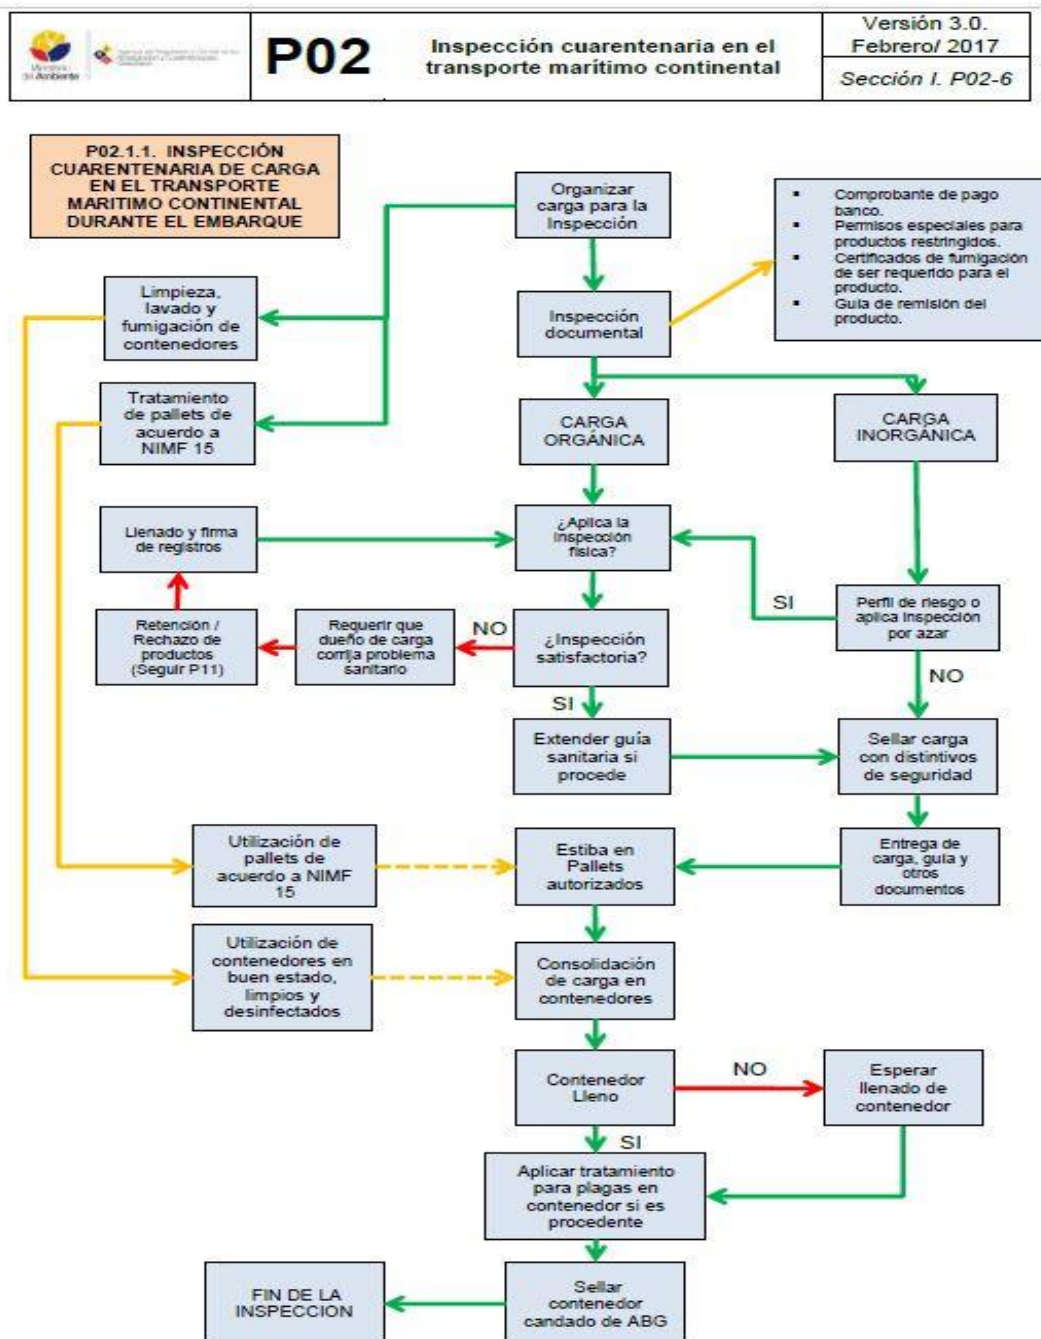 Ministerio
del Ambiente
P02
Inspección cuarentenaria en el
transporte marítimo continental
Versión 3.0.
Febrero/ 2017
Sección I. P02-6
P02.1.1. INSPECCIÓN
CUARENTENARIA DE CARGA
EN EL TRANSPORTE
MARITIMO CONTINENTAL
DURANTE EL EMBARQUE
Organizar
carga para la
Inspección
▪ Comprobante de pago
banco.
▪ Permisos especiales para
productos restringidos.
▪ Certificados de fumigación
de ser requerido para el
producto.
▪ Guía de remisión del
producto.
Limpieza,
lavado y
fumigación de
contenedores
Inspección
documental
Tratamiento
de pallets de
acuerdo a
NIMF 15
CARGA
ORGÁNICA
CARGA
INORGÁNICA
Llenado y firma
de registros
¿Aplica la
inspección
física?
SI
Perfil de riesgo o
aplica inspección
por azar
Retención /
Rechazo de
productos
(Seguir P11)
Requerir que
dueño de carga
corrija problema
sanitario
NO
¿Inspección
satisfactoria?
NO
SI
Extender guía
sanitaria si
procede
Sellar carga
con distintivos
de seguridad
Utilización de
pallets de
acuerdo a NIMF
15
Estiba en
Pallets
autorizados
Entrega de
carga, guía y
otros
documentos
Utilización de
contenedores en
buen estado,
limpios y
desinfectados
Consolidación
de carga en
contenedores
Contenedor
Lleno
NO
Esperar
llenado de
contenedor
SI
Aplicar tratamiento
para plagas en
contenedor si es
procedente
FIN DE LA
INSPECCION
Sellar
contenedor
candado de ABG